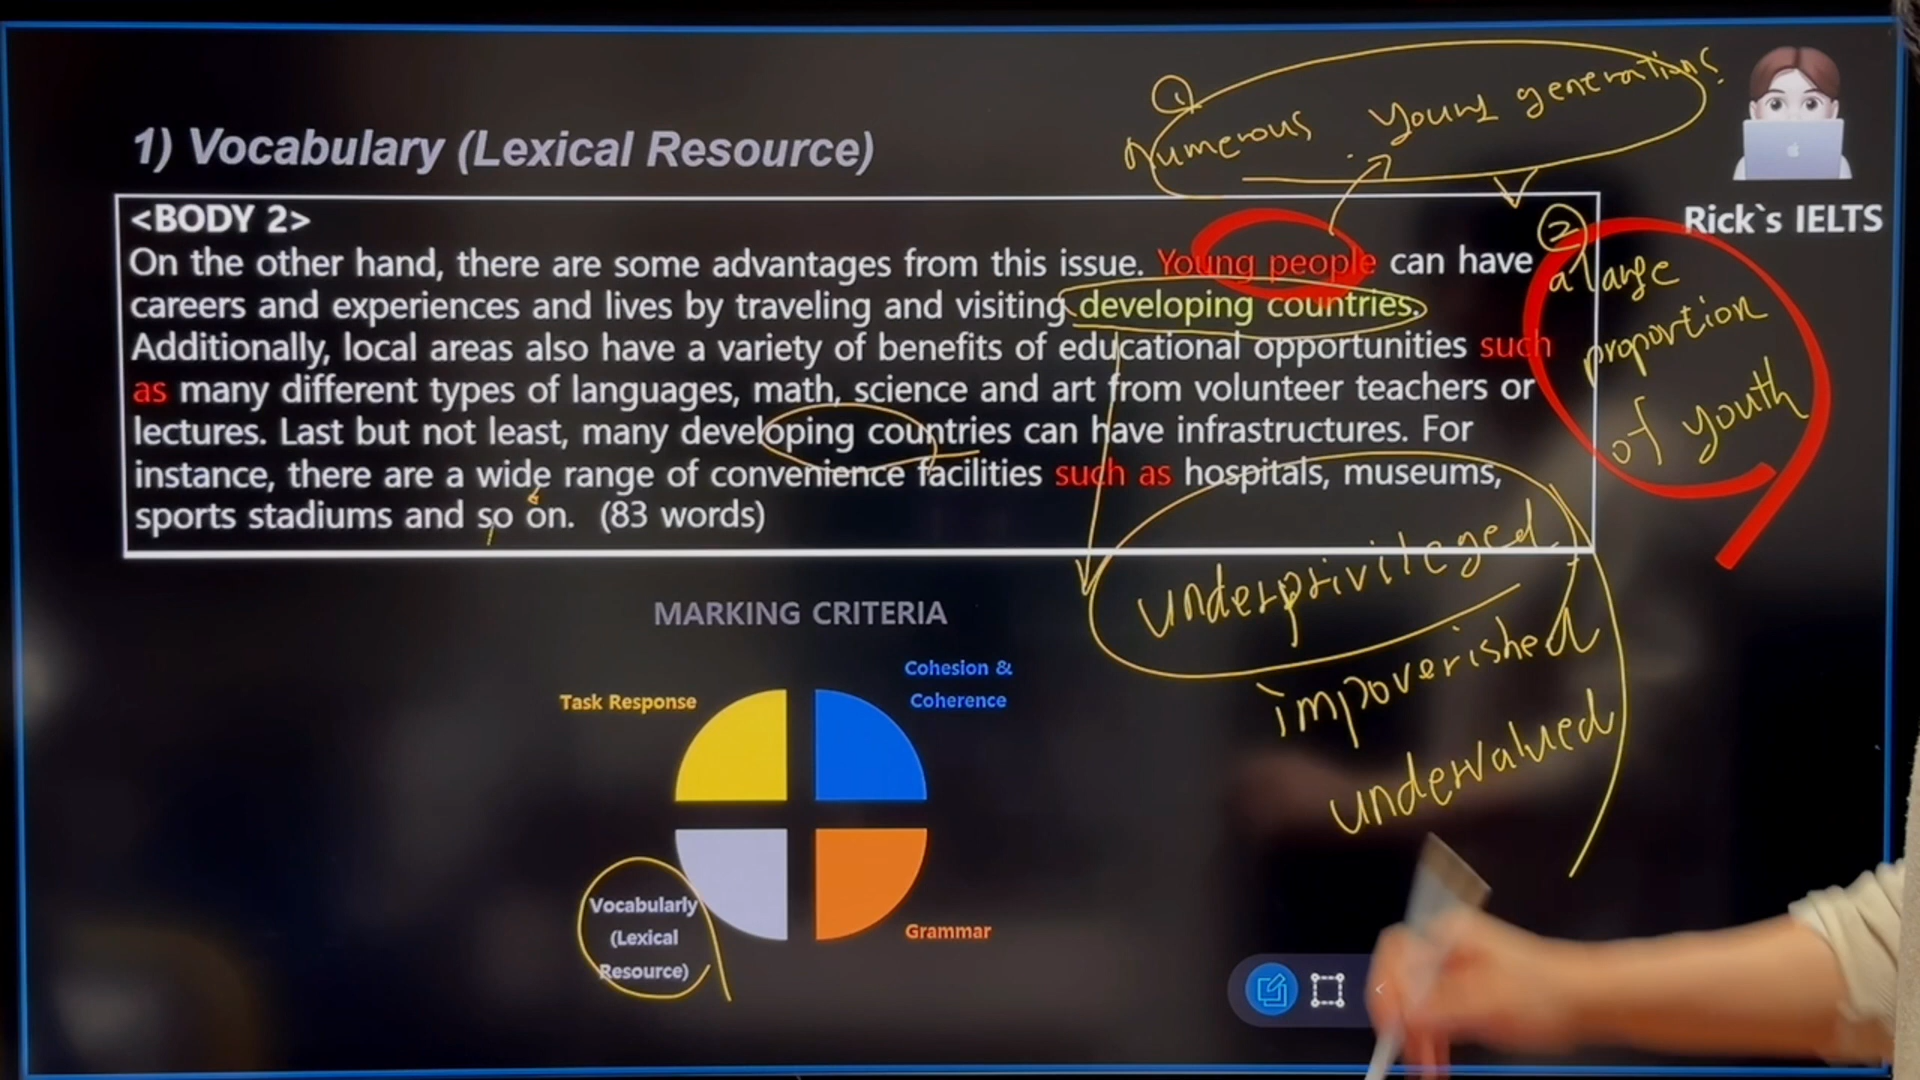 1) Vocabulary (Lexical Resource)
① numerous young generations
Rick`s IELTS
<BODY 2>
On the other hand, there are some advantages from this issue. Young people can have
careers and experiences and lives by traveling and visiting developing countries.
Additionally, local areas also have a variety of benefits of educational opportunities such
as many different types of languages, math, science and art from volunteer teachers or
lectures. Last but not least, many developing countries can have infrastructures. For
instance, there are a wide range of convenience facilities such as hospitals, museums,
sports stadiums and so on. (83 words)
②
a large
proportion
of youth
underprivileged
impoverished
undervalued
MARKING CRITERIA
Task Response
Cohesion &
Coherence
Vocabularly
(Lexical
Resource)
Grammar